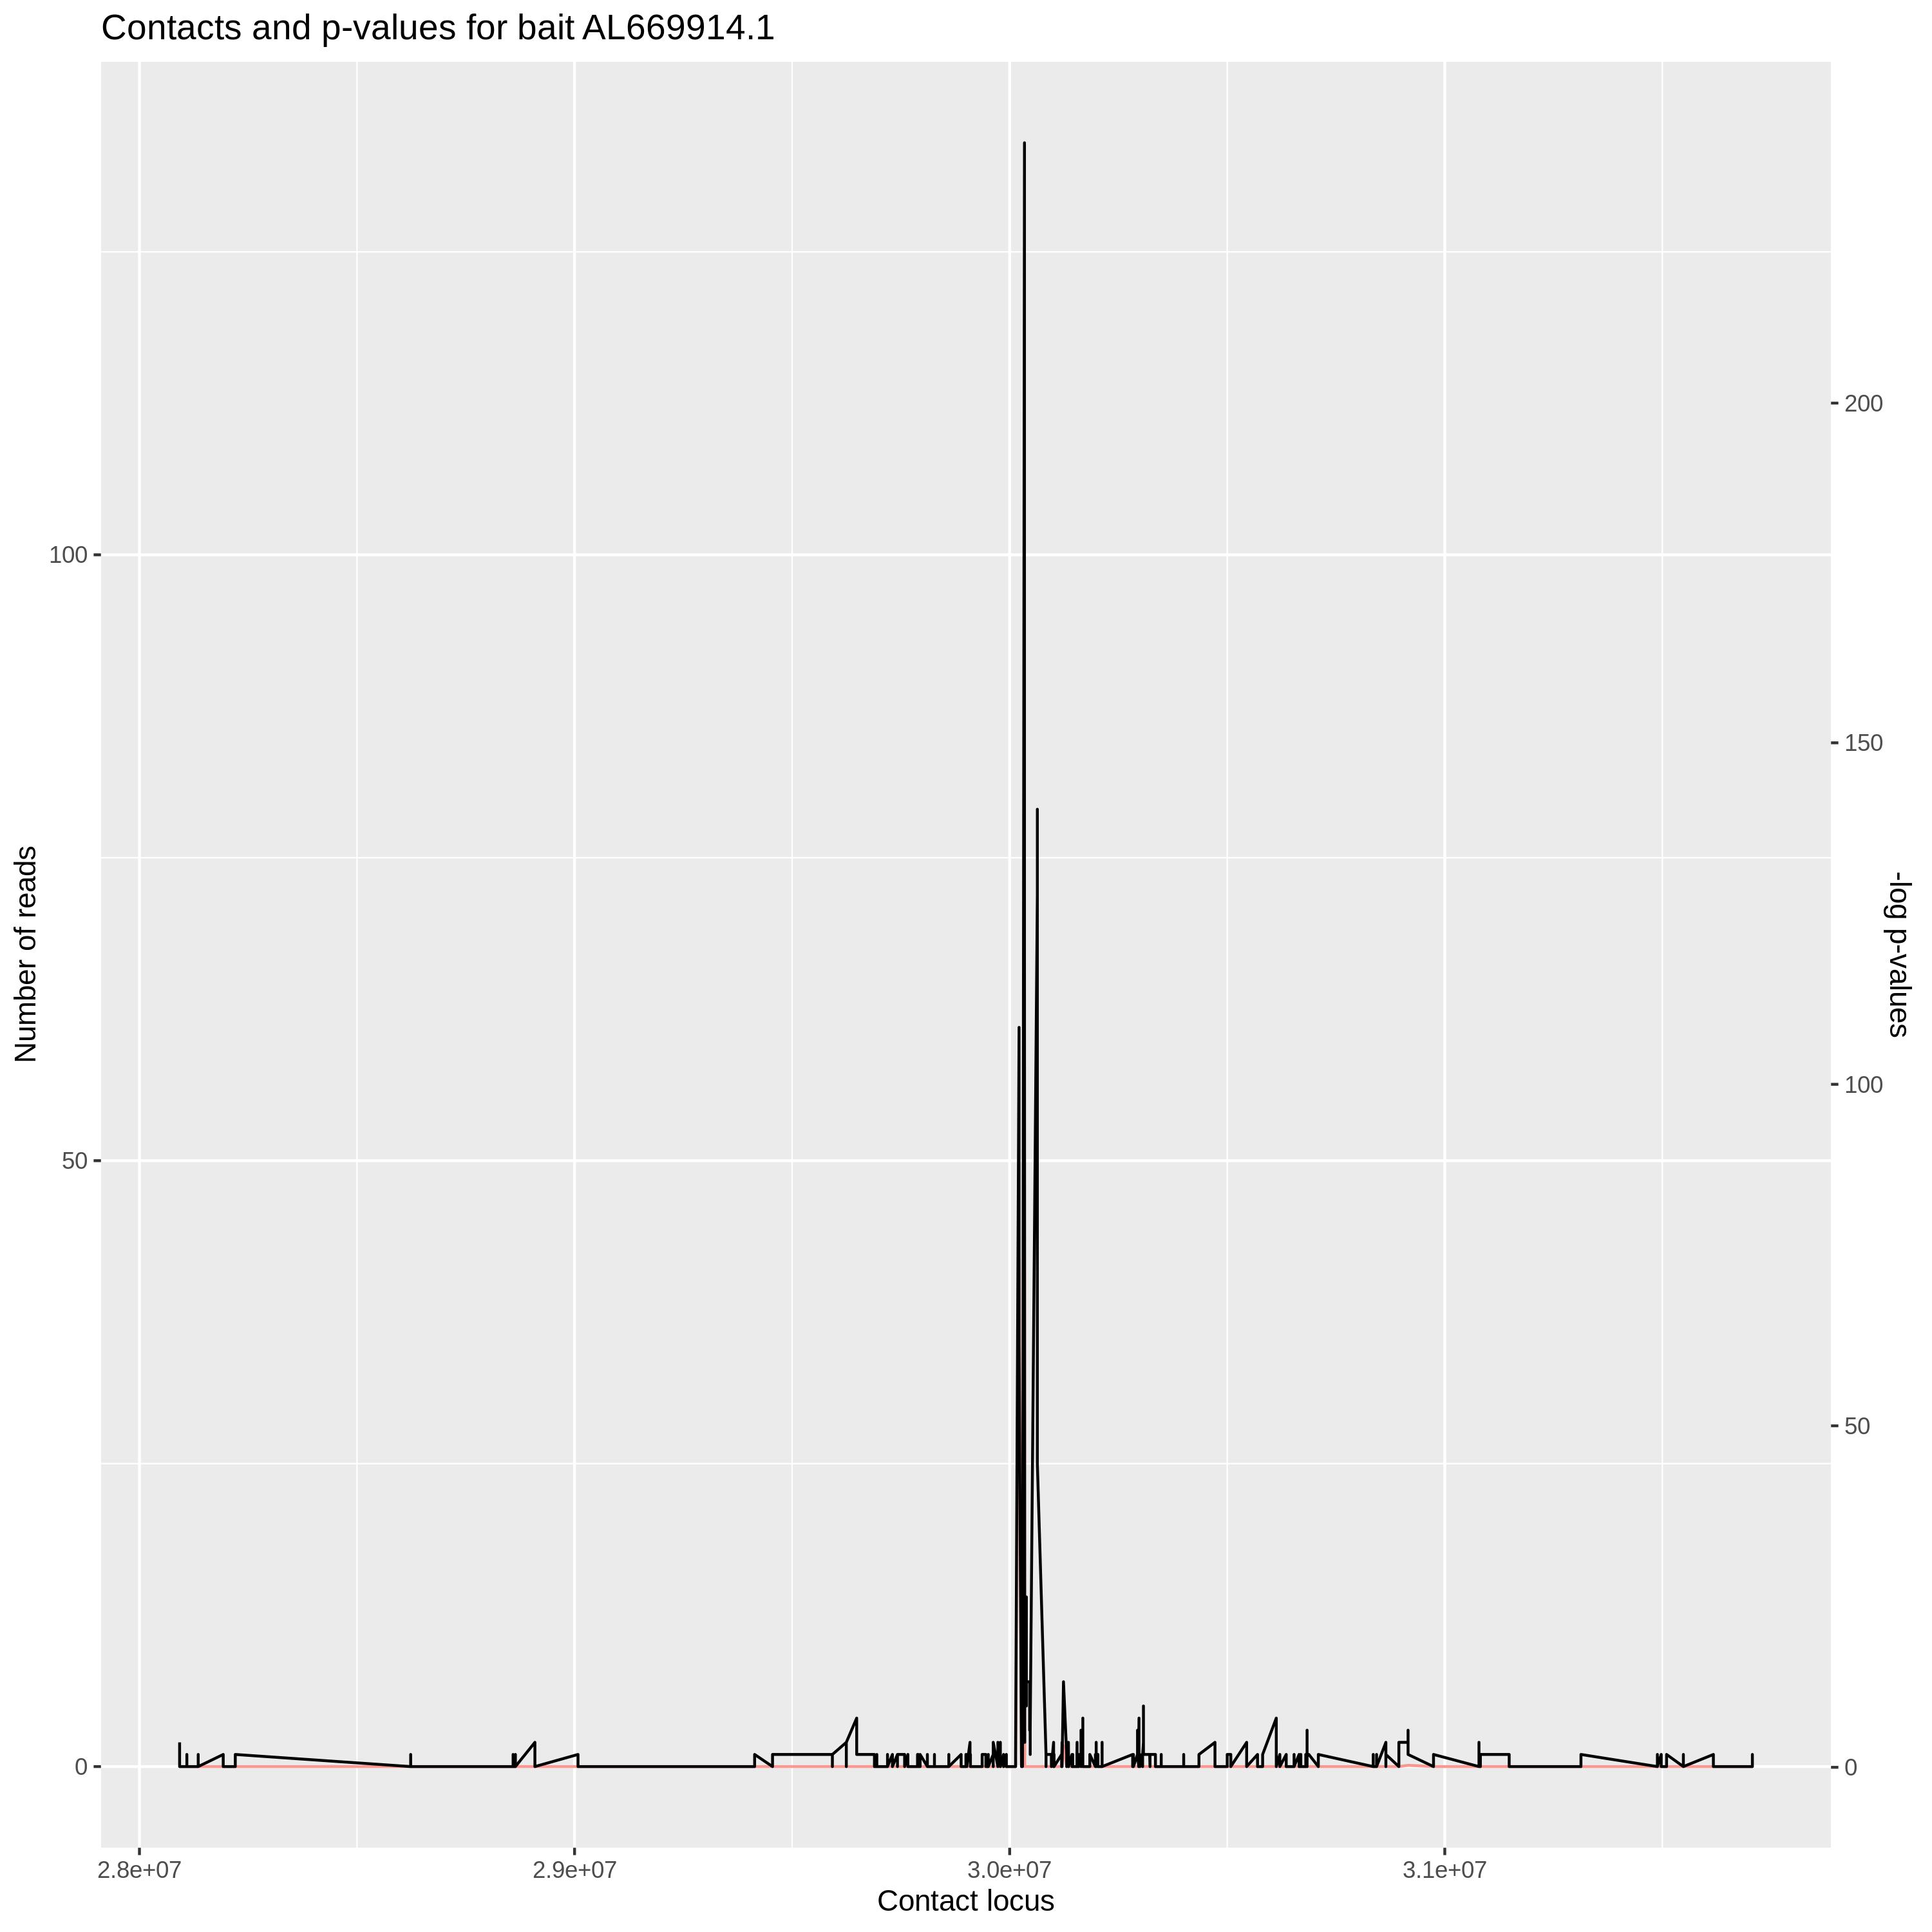 Contacts and p-values for bait AL669914.1
Number of reads
100
50
0
200
150
100
50
0
-log p-values
2.8e+07 2.9e+07 3.0e+07 3.1e+07
Contact locus